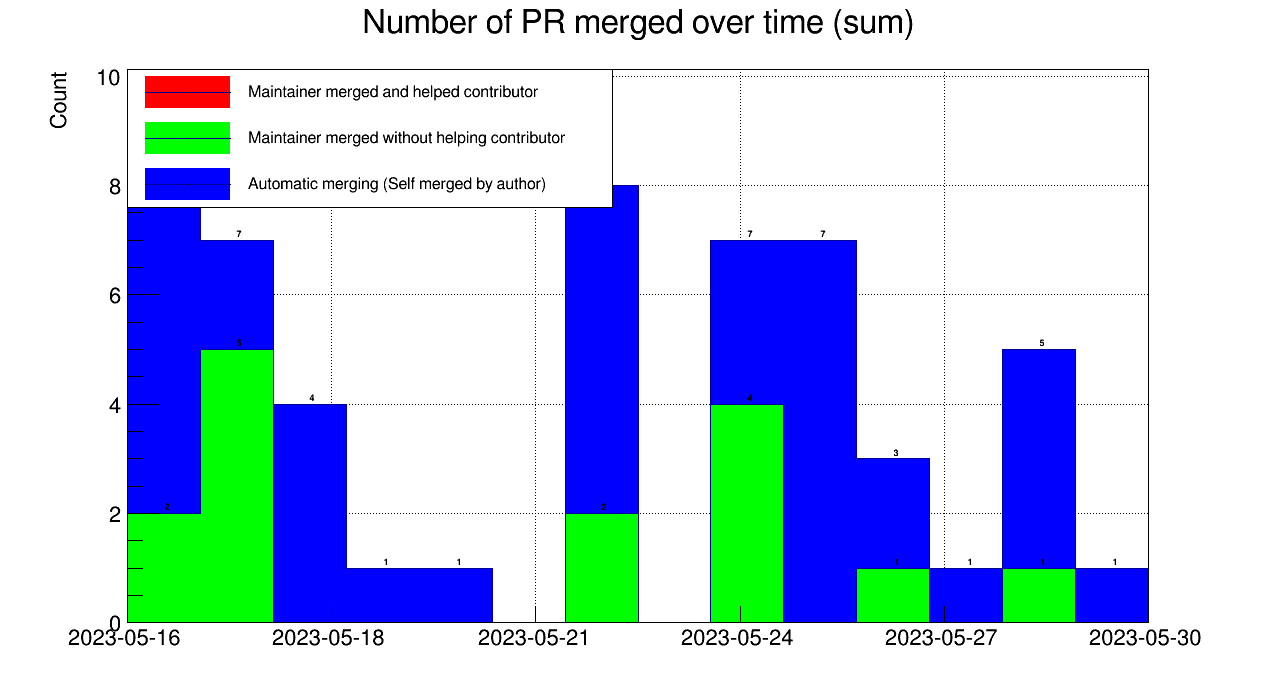 Number of PR merged over time (sum)
Count
10
8
6
4
2
0
Maintainer merged and helped contributor
Maintainer merged without helping contributor
Automatic merging (Self merged by author)
7
7 7
5
5
4
4
3
2
2
1 1 1 1 1 1
2023-05-16 2023-05-18 2023-05-21 2023-05-24 2023-05-27 2023-05-30